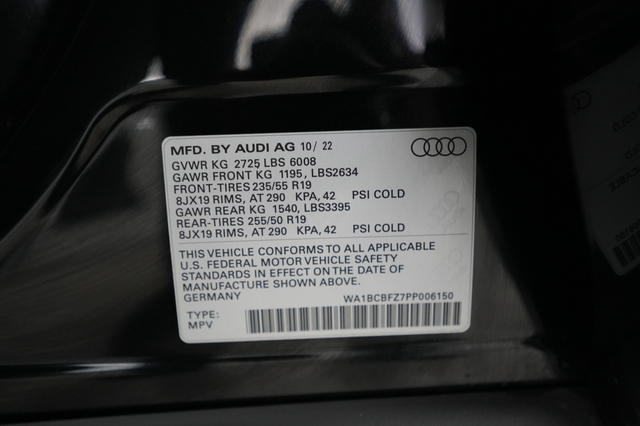 MFD. BY AUDI AG 10/ 22
GVWR KG 2725 LBS 6008
GAWR FRONT KG 1195, LBS2634
FRONT-TIRES 235/55 R19
8JX19 RIMS, AT 290 KPA, 42 PSI COLD
GAWR REAR KG 1540, LBS3395
REAR-TIRES 255/50 R19
8JX19 RIMS, AT 290 KPA, 42 PSI COLD
THIS VEHICLE CONFORMS TO ALL APPLICABLE
U.S. FEDERAL MOTOR VEHICLE SAFETY
STANDARDS IN EFFECT ON THE DATE OF
MANUFACTURE SHOWN ABOVE.
GERMANY WA1BCBFZ7PP006150
TYPE:
MPV